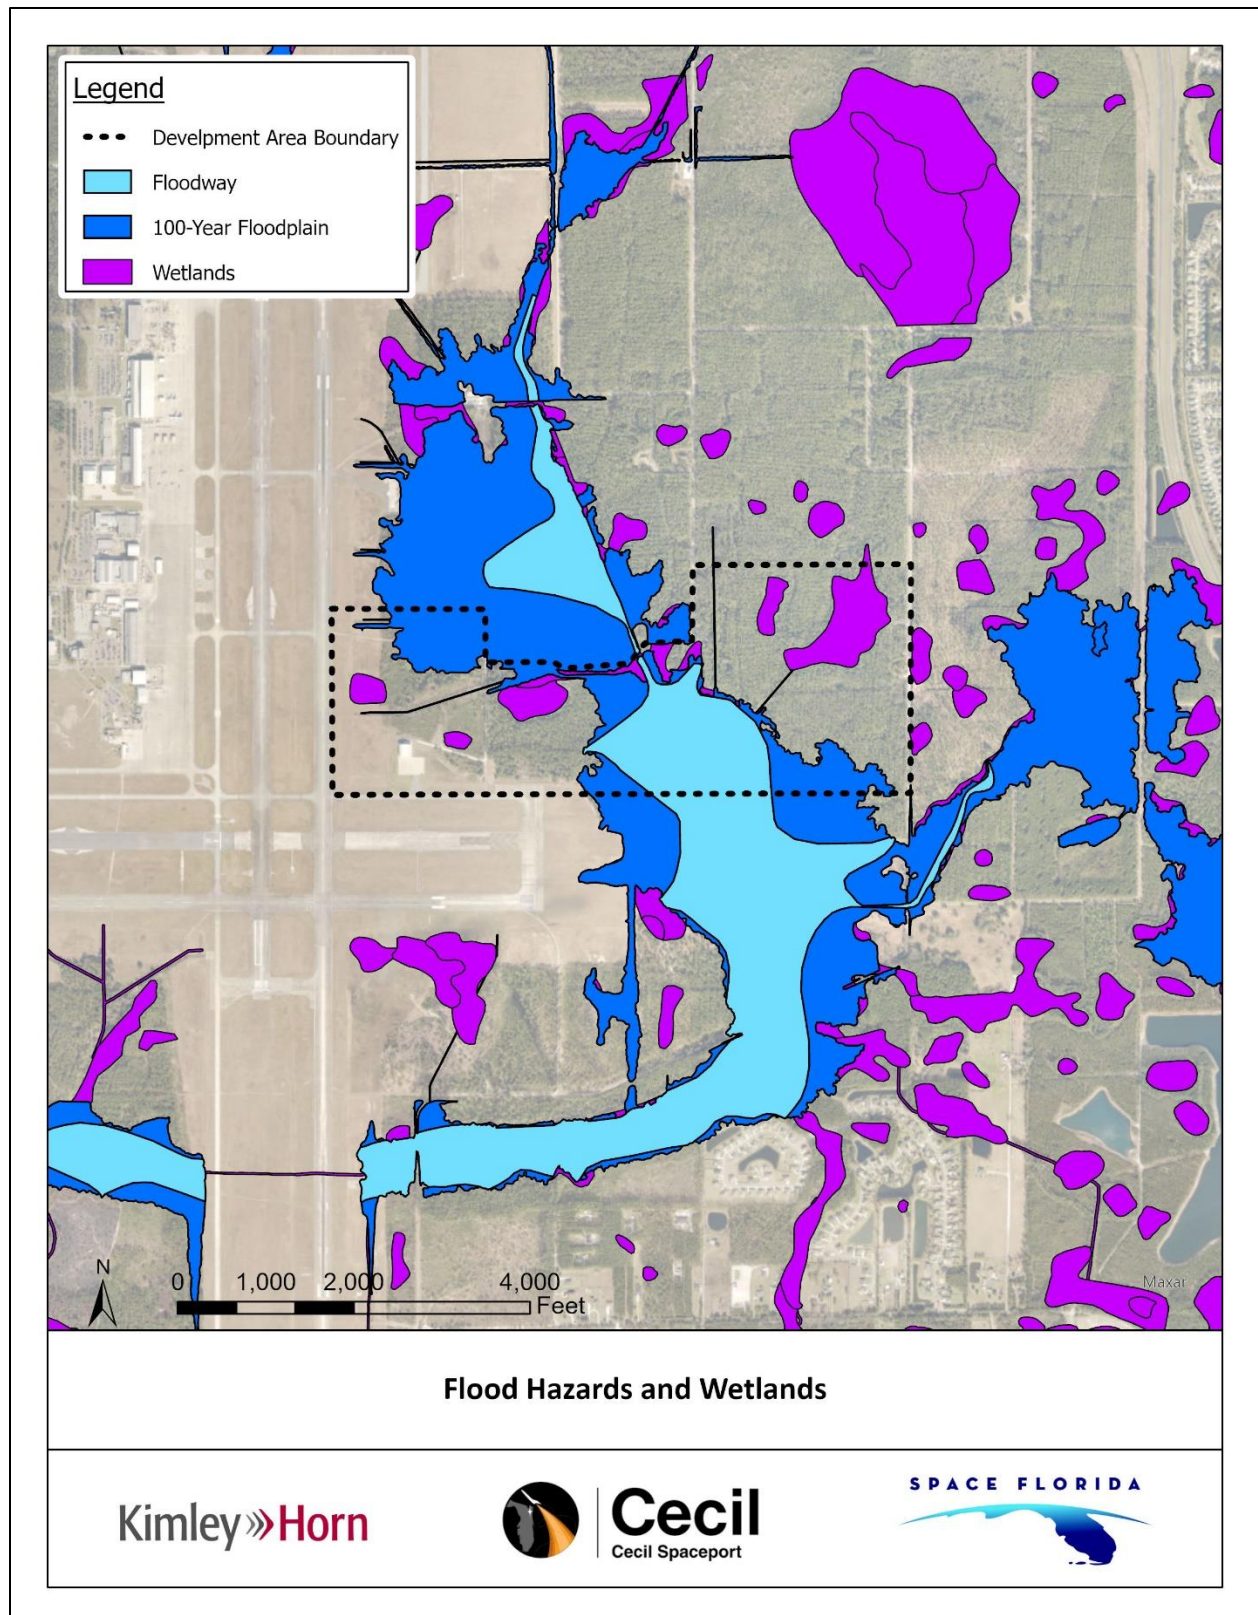 Legend
Develpment Area Boundary
Floodway
100-Year Floodplain
Wetlands
N
0 1,000 2,000 4,000
Feet
Maxar
Flood Hazards and Wetlands
Kimley»Horn
Cecil
Cecil Spaceport
SPACE FLORIDA